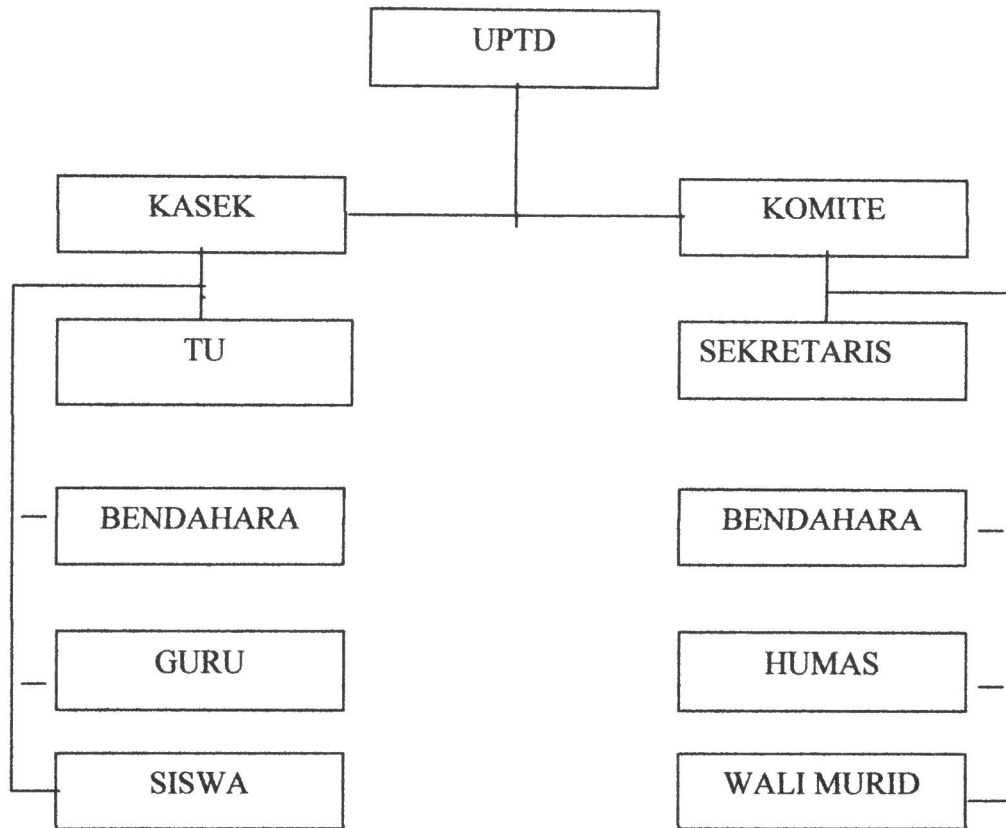 UPTD
KASEK
KOMITE
TU
SEKRETARIS
BENDAHARA
BENDAHARA
GURU
HUMAS
SISWA
WALI MURID